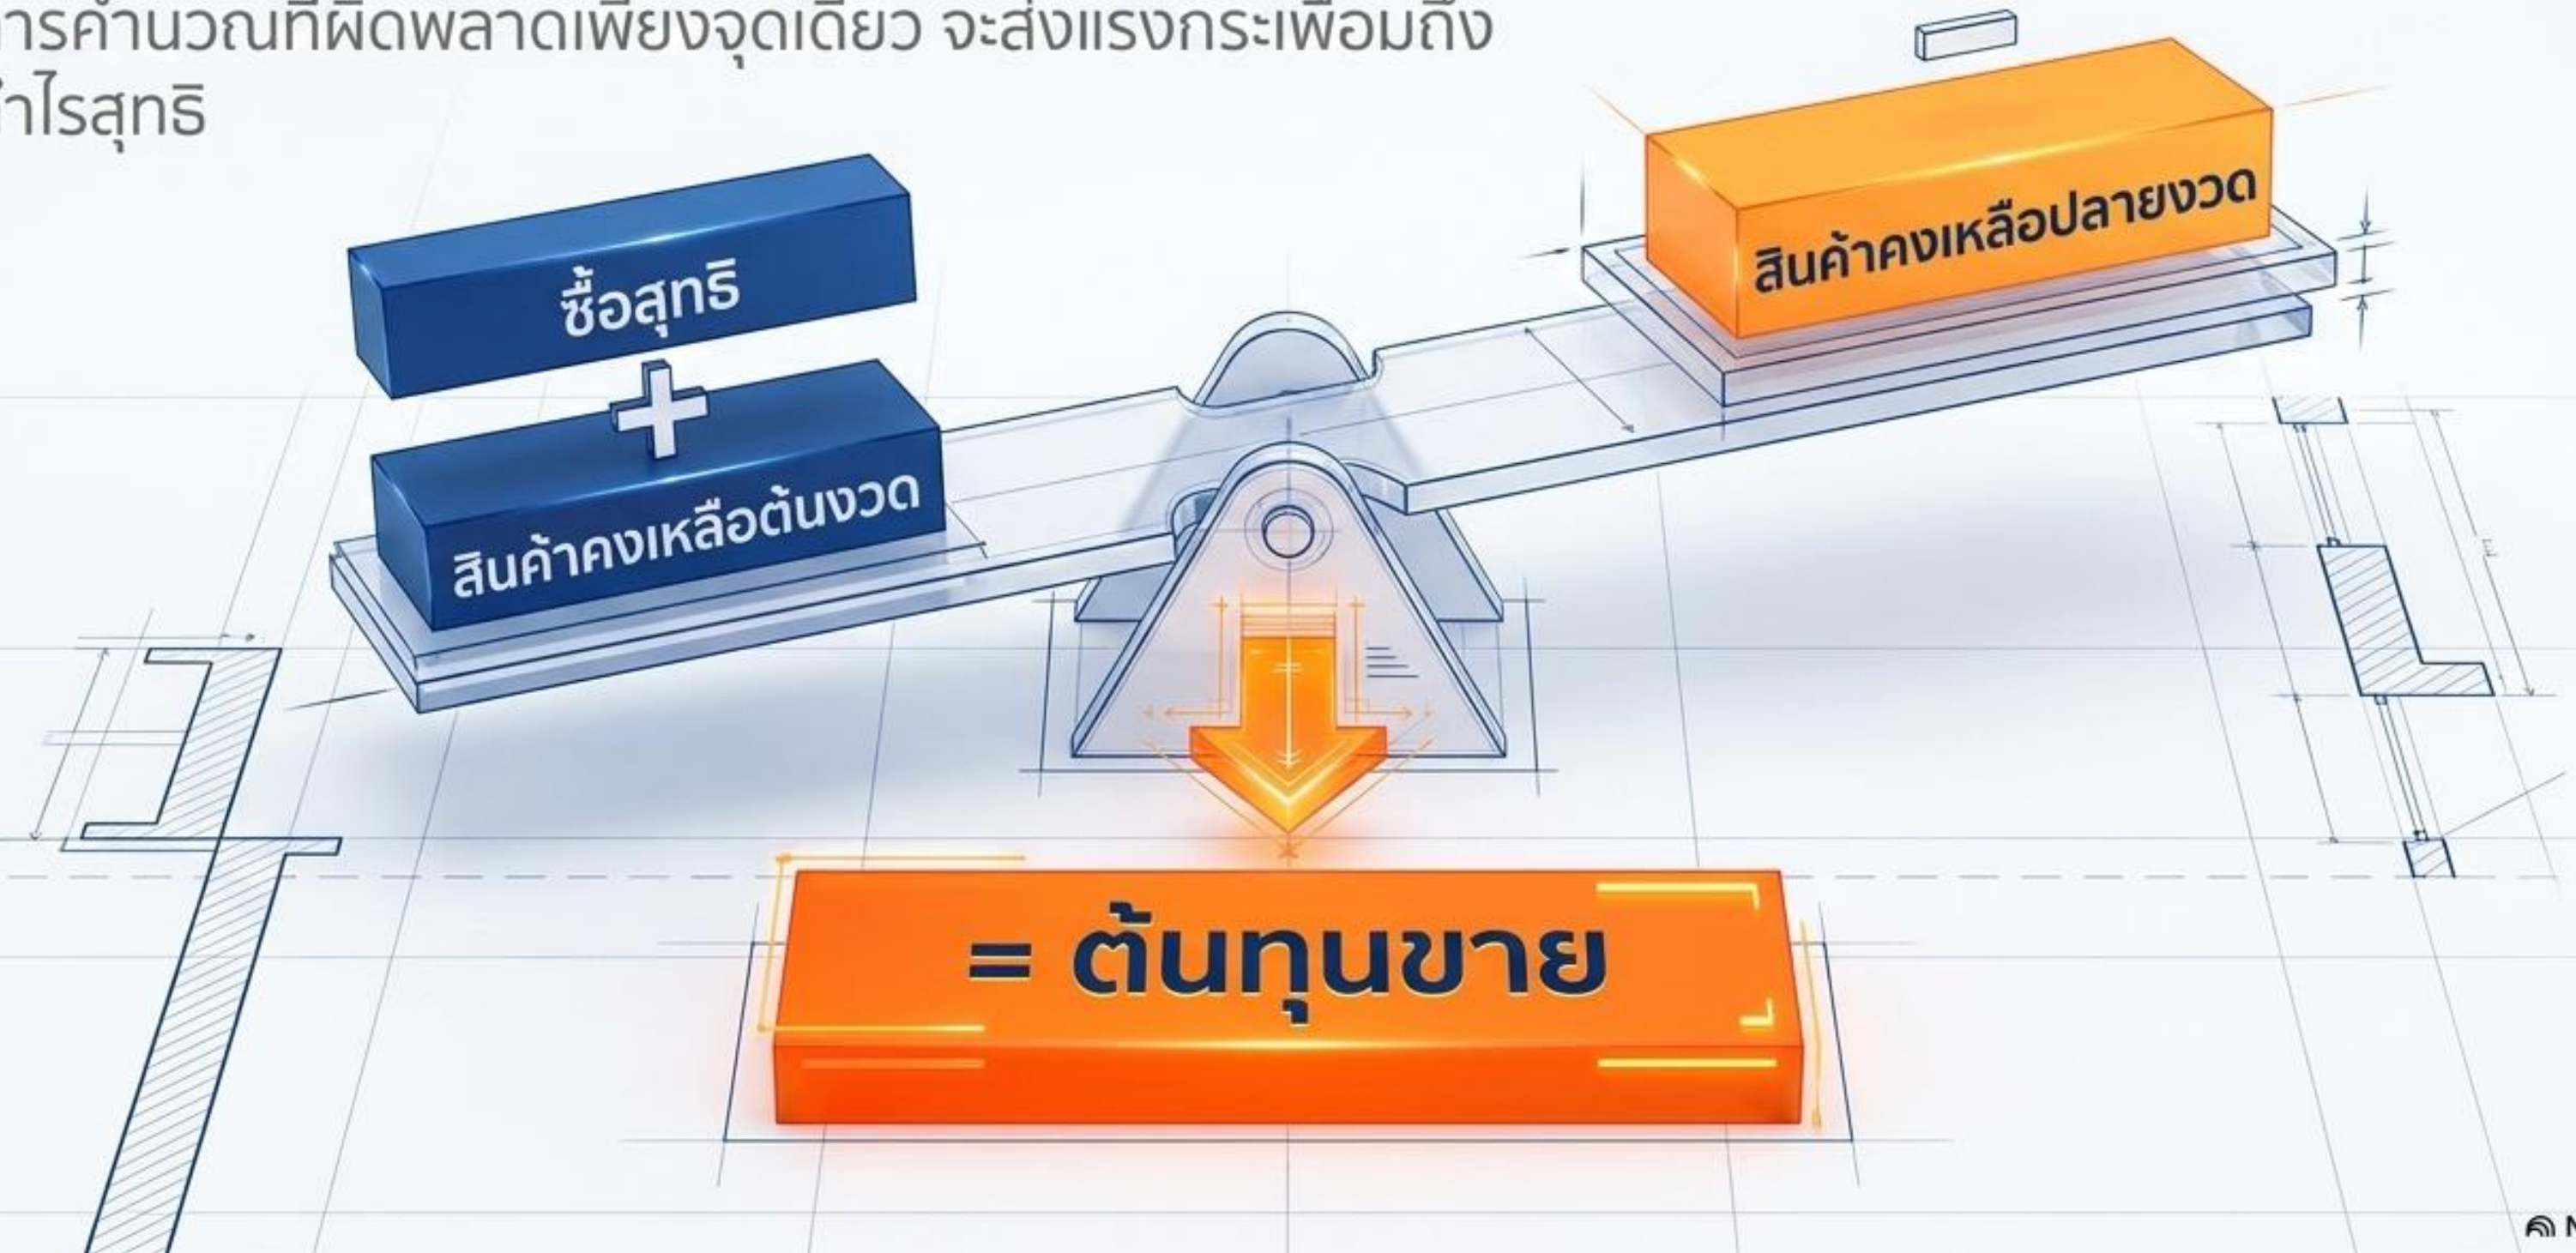 ารคำนวณที่ผิดพลาดเพียงจุดเดียว จะส่งแรงกระเพื่อมถึง
ำไรสุทธิ
ซื้อสุทธิ
+
สินค้าคงเหลือต้นงวด
สินค้าคงเหลือปลายงวด
= ต้นทุนขาย